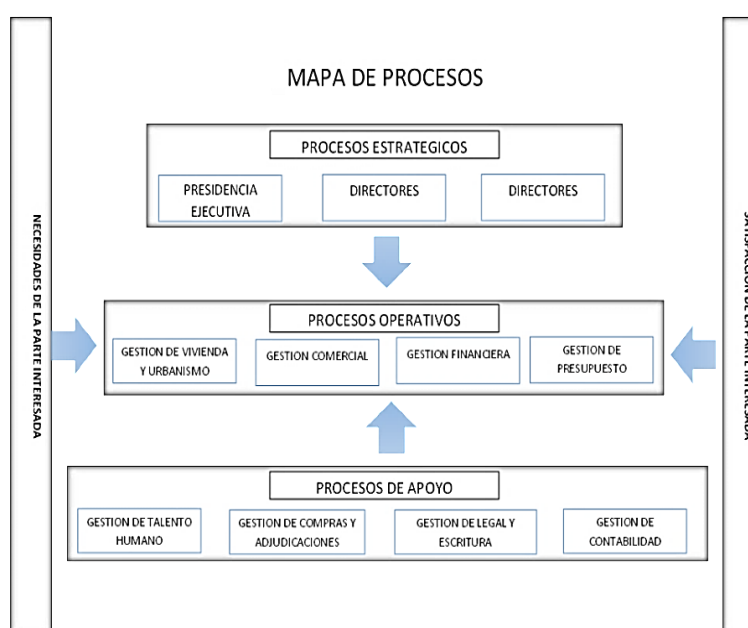 MAPA DE PROCESOS
NECESIDADES DE LA PARTE INTERESADA
PROCESOS ESTRATEGICOS
PRESIDENCIA
EJECUTIVA
DIRECTORES
DIRECTORES
PROCESOS OPERATIVOS
GESTION DE VIVIENDA
Y URBANISMO
GESTION COMERCIAL
GESTION FINANCIERA
GESTION DE
PRESUPUESTO
PROCESOS DE APOYO
GESTION DE TALENTO
HUMANO
GESTION DE COMPRAS Y
ADJUDICACIONES
GESTION DE LEGAL Y
ESCRITURA
GESTION DE
CONTABILIDAD
INTERESADA